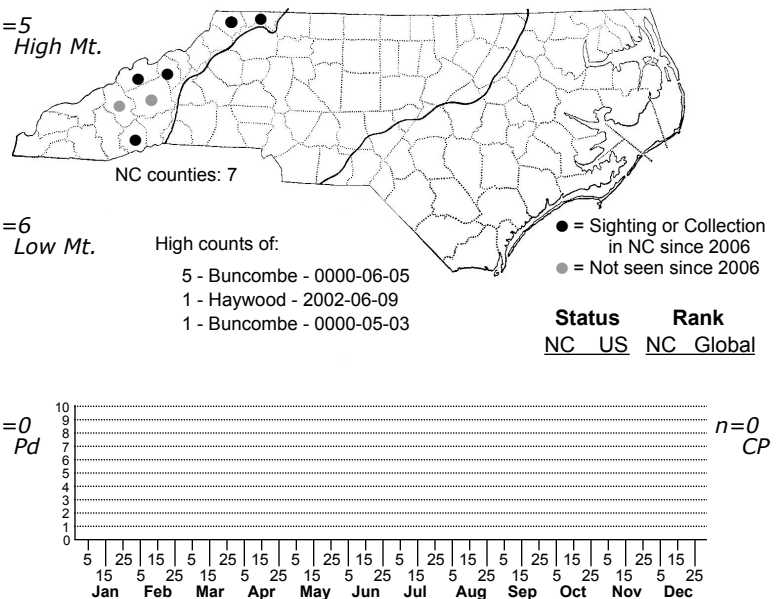 =5
High Mt.
NC counties: 7
=6
Low Mt.
High counts of:
5 - Buncombe - 0000-06-05
1 - Haywood - 2002-06-09
1 - Buncombe - 0000-05-03
● = Sighting or Collection
in NC since 2006
● = Not seen since 2006
Status Rank
NC US NC Global
=0
Pd
n=0
CP
10
9
8
7
6
5
4
3
2
1
0
5 25 15 5 25 15 5 25 15 5 25 15 5 25 15 5 25 15
15 5 25 15 5 25 15 5 25 15 5 25 15 5 25 15 5 25
Jan Feb Mar Apr May Jun Jul Aug Sep Oct Nov Dec